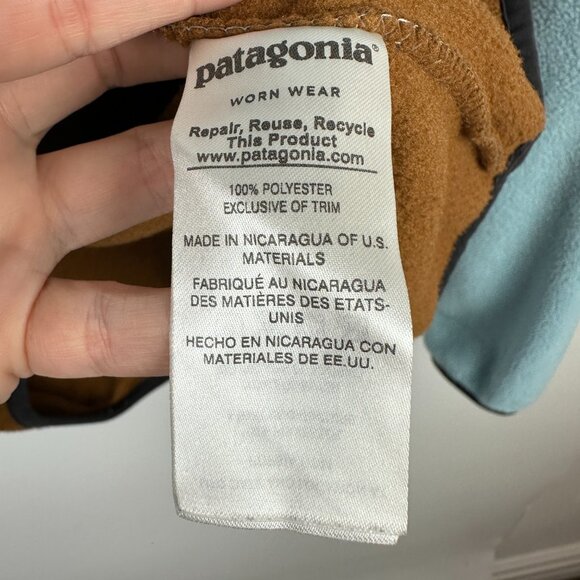 patagonia®
WORN WEAR
Repair, Reuse, Recycle
This Product
www.patagonia.com
100% POLYESTER
EXCLUSIVE OF TRIM
MADE IN NICARAGUA OF U.S.
MATERIALS
FABRIQUÉ AU NICARAGUA
DES MATIÈRES DES ETATS-
UNIS
HECHO EN NICARAGUA CON
MATERIALES DE EE.UU.